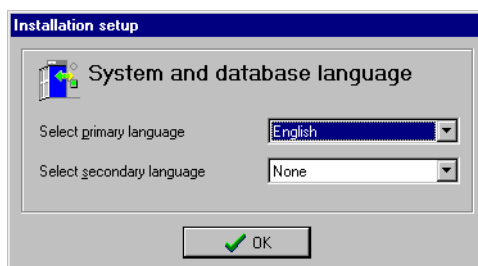 Installation setup
System and database language
Select primary language English
Select secondary language None
OK